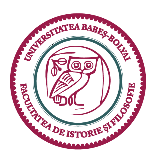 UNIVERSITATEA BABEȘ-BOLYAI
FACULTATEA DE ISTORIE ȘI FILOSOFIE